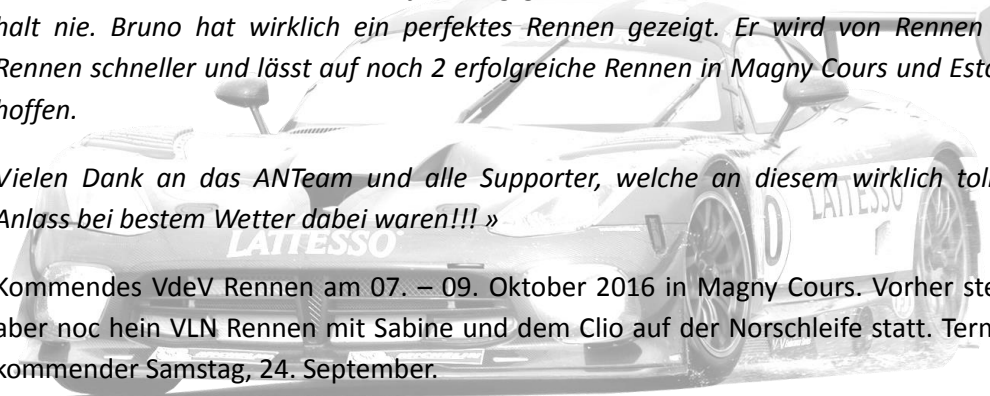 halt nie. Bruno hat wirklich ein perfektes Rennen gezeigt. Er wird von Rennen
Rennen schneller und lässt auf noch 2 erfolgreiche Rennen in Magny Cours und Esto
hoffen.
Vielen Dank an das ANTeam und alle Supporter, welche an diesem wirklich toll
Anlass bei bestem Wetter dabei waren!!! »
LATTESSO
LATTESSO
0
Kommendes VdeV Rennen am 07. – 09. Oktober 2016 in Magny Cours. Vorher ste
aber noc hein VLN Rennen mit Sabine und dem Clio auf der Norschleife statt. Term
kommender Samstag, 24. September.